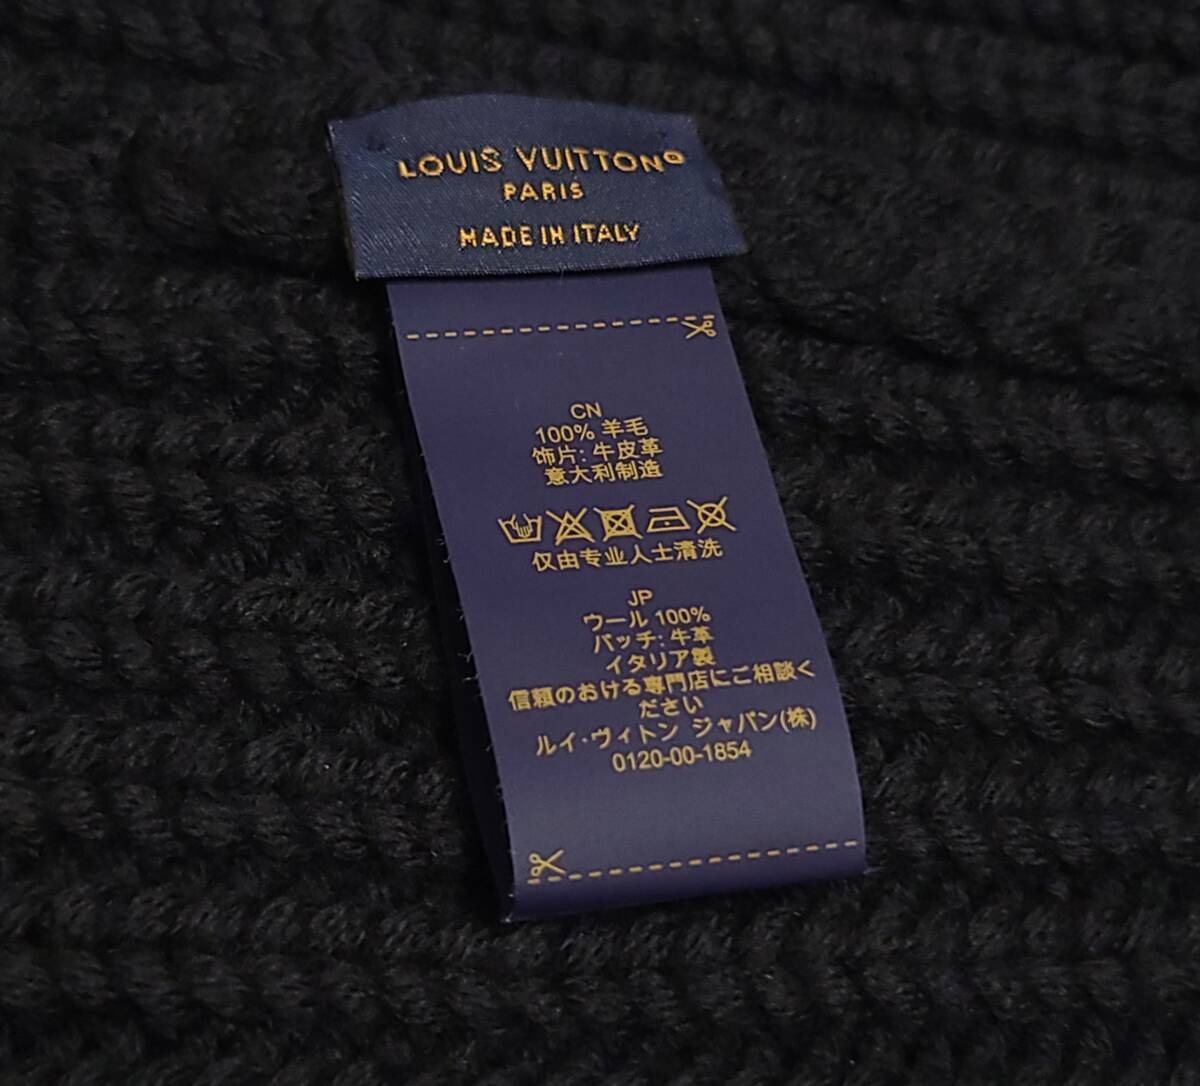 LOUIS VUITTON
PARIS
MADE IN ITALY
CN
100% 羊毛
饰片: 牛皮革
意大利制造
仅由专业人士清洗
JP
ウール 100%
パッチ: 牛革
イタリア製
信頼のおける専門店にご相談く
ださい
ルイ·ヴィトン ジャパン(株)
0120-00-1854